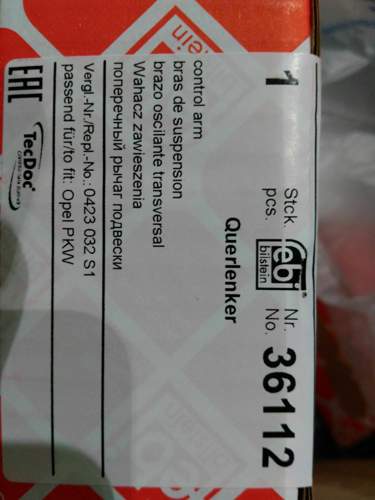 1 Stck. pcs. febi bilstein Nr. No. 36112
Querlenker
control arm
bras de suspension
brazo oscilante transversal
Wahacz zawieszenia
поперечный рычаг подвески
Vergl.-Nr./Repl.-No.: 0423 032 S1
passend für/to fit: Opel PKW
EAC TecDoc